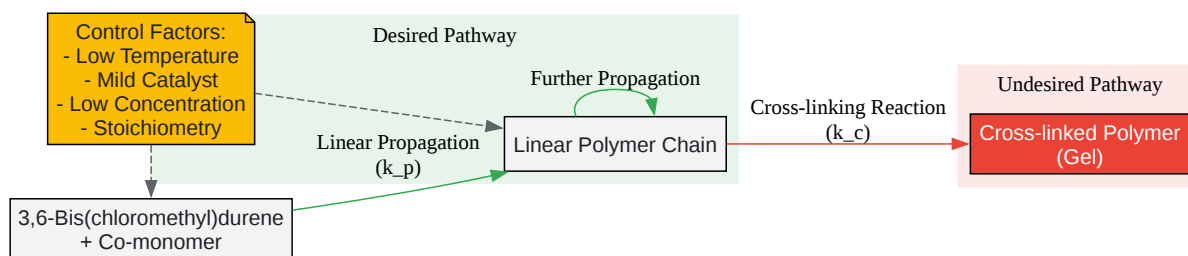 Control Factors:
- Low Temperature
- Mild Catalyst
- Low Concentration
- Stoichiometry
Desired Pathway
Further Propagation
Linear Propagation
(k_p)
Linear Polymer Chain
Cross-linking Reaction
(k_c)
Undesired Pathway
Cross-linked Polymer
(Gel)
3,6-Bis(chloromethyl)durene
+ Co-monomer